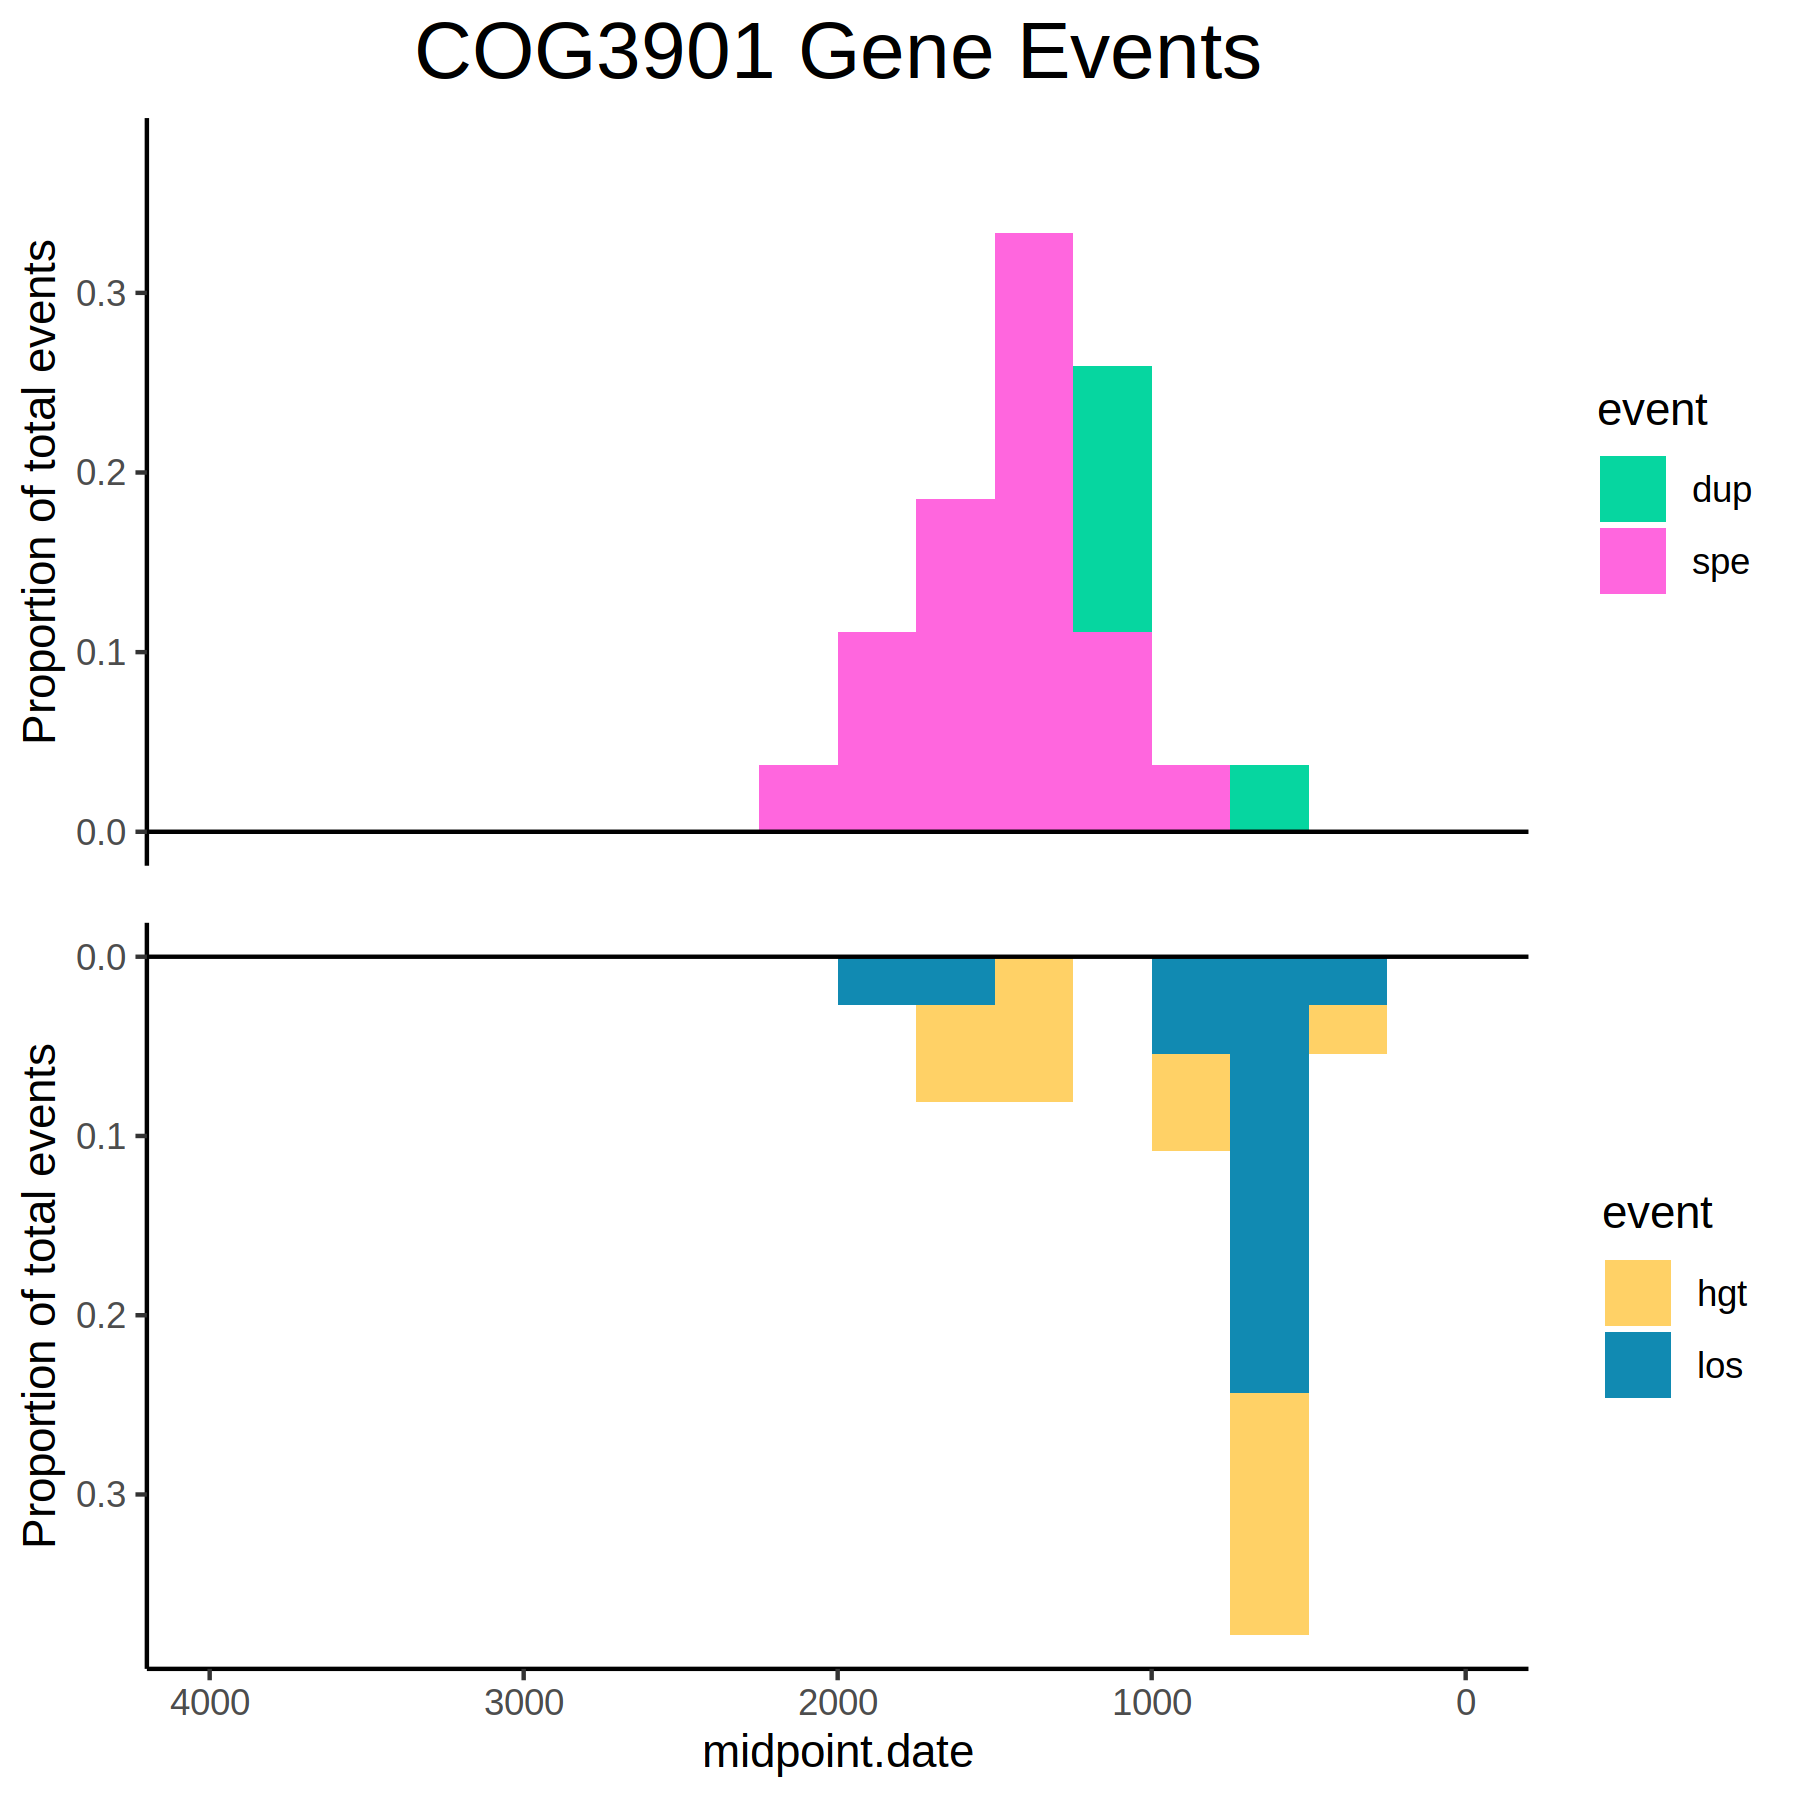 COG3901 Gene Events
Proportion of total events
0.3
0.2
0.1
0.0
event
dup
spe
Proportion of total events
0.0
0.1
0.2
0.3
event
hgt
los
4000 3000 2000 1000 0
midpoint.date